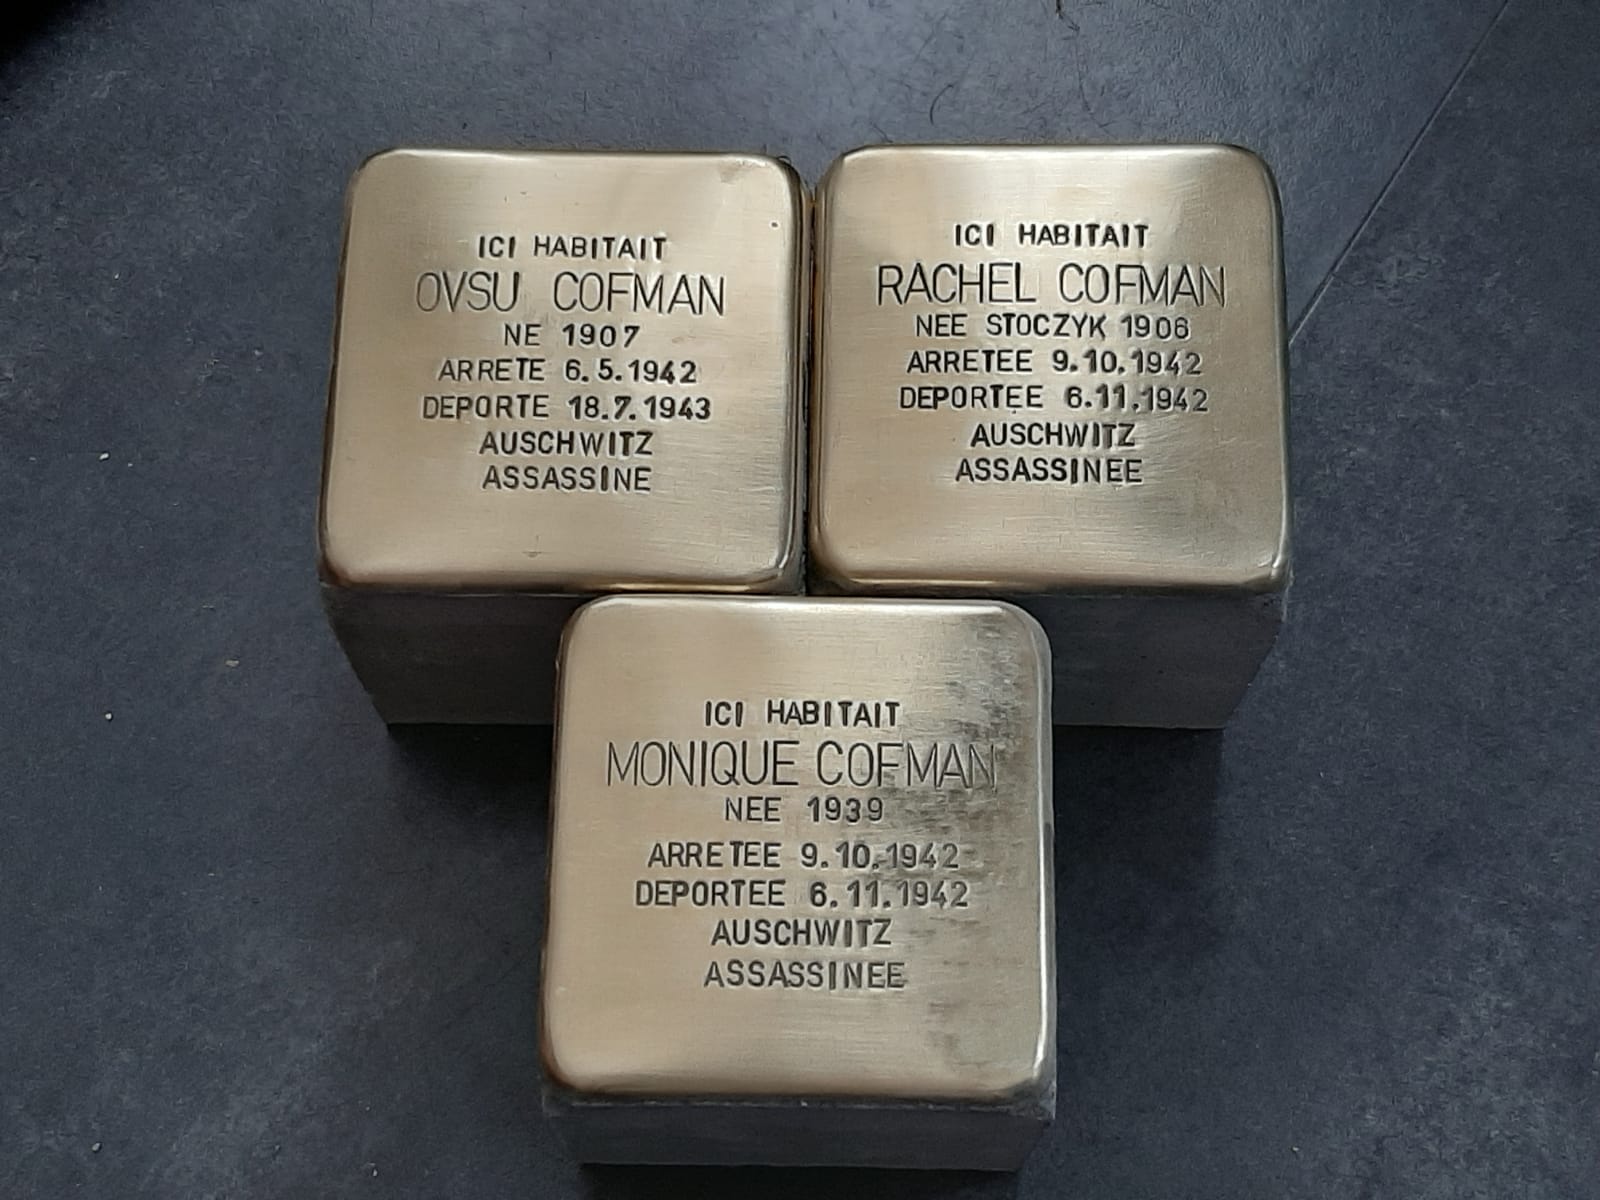 ICI HABITAIT
OVSU COFMAN
NE 1907
ARRETE 6.5.1942
DEPORTE 18.7.1943
AUSCHWITZ
ASSASSINE
ICI HABITAIT
RACHEL COFMAN
NEE STOCZYK 1906
ARRETEE 9.10.1942
DEPORTEE 6.11.1942
AUSCHWITZ
ASSASSINEE
ICI HABITAIT
MONIQUE COFMAN
NEE 1939
ARRETEE 9.10.1942
DEPORTEE 6.11.1942
AUSCHWITZ
ASSASSINEE